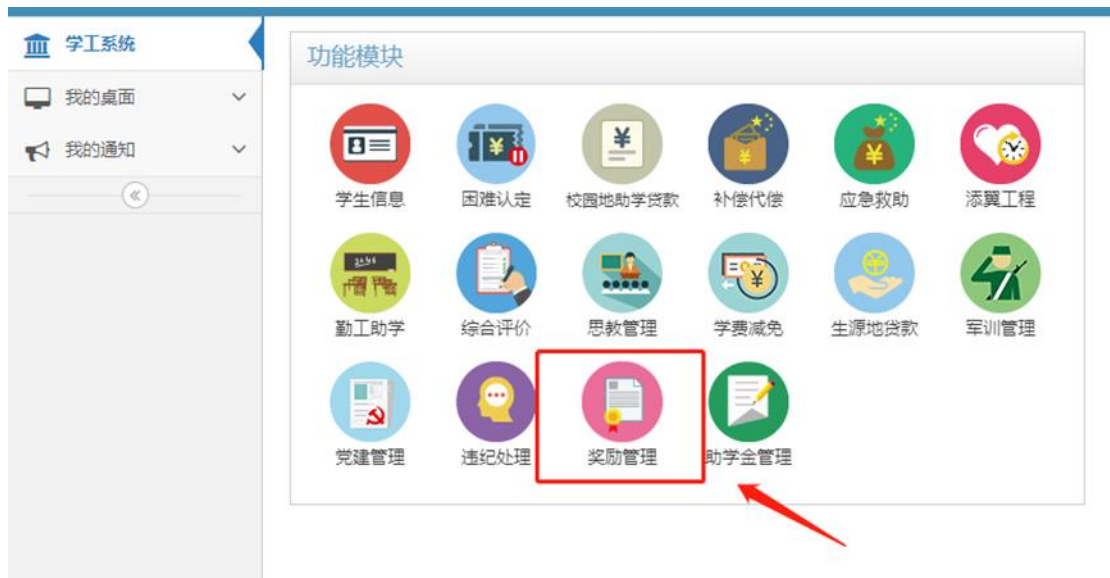 学工系统
我的桌面
我的通知
功能模块
学生信息
困难认定
校园地助学贷款
补偿代偿
应急救助
添翼工程
勤工助学
综合评价
思教管理
学费减免
生源地贷款
军训管理
党建管理
违纪处理
奖励管理
助学金管理